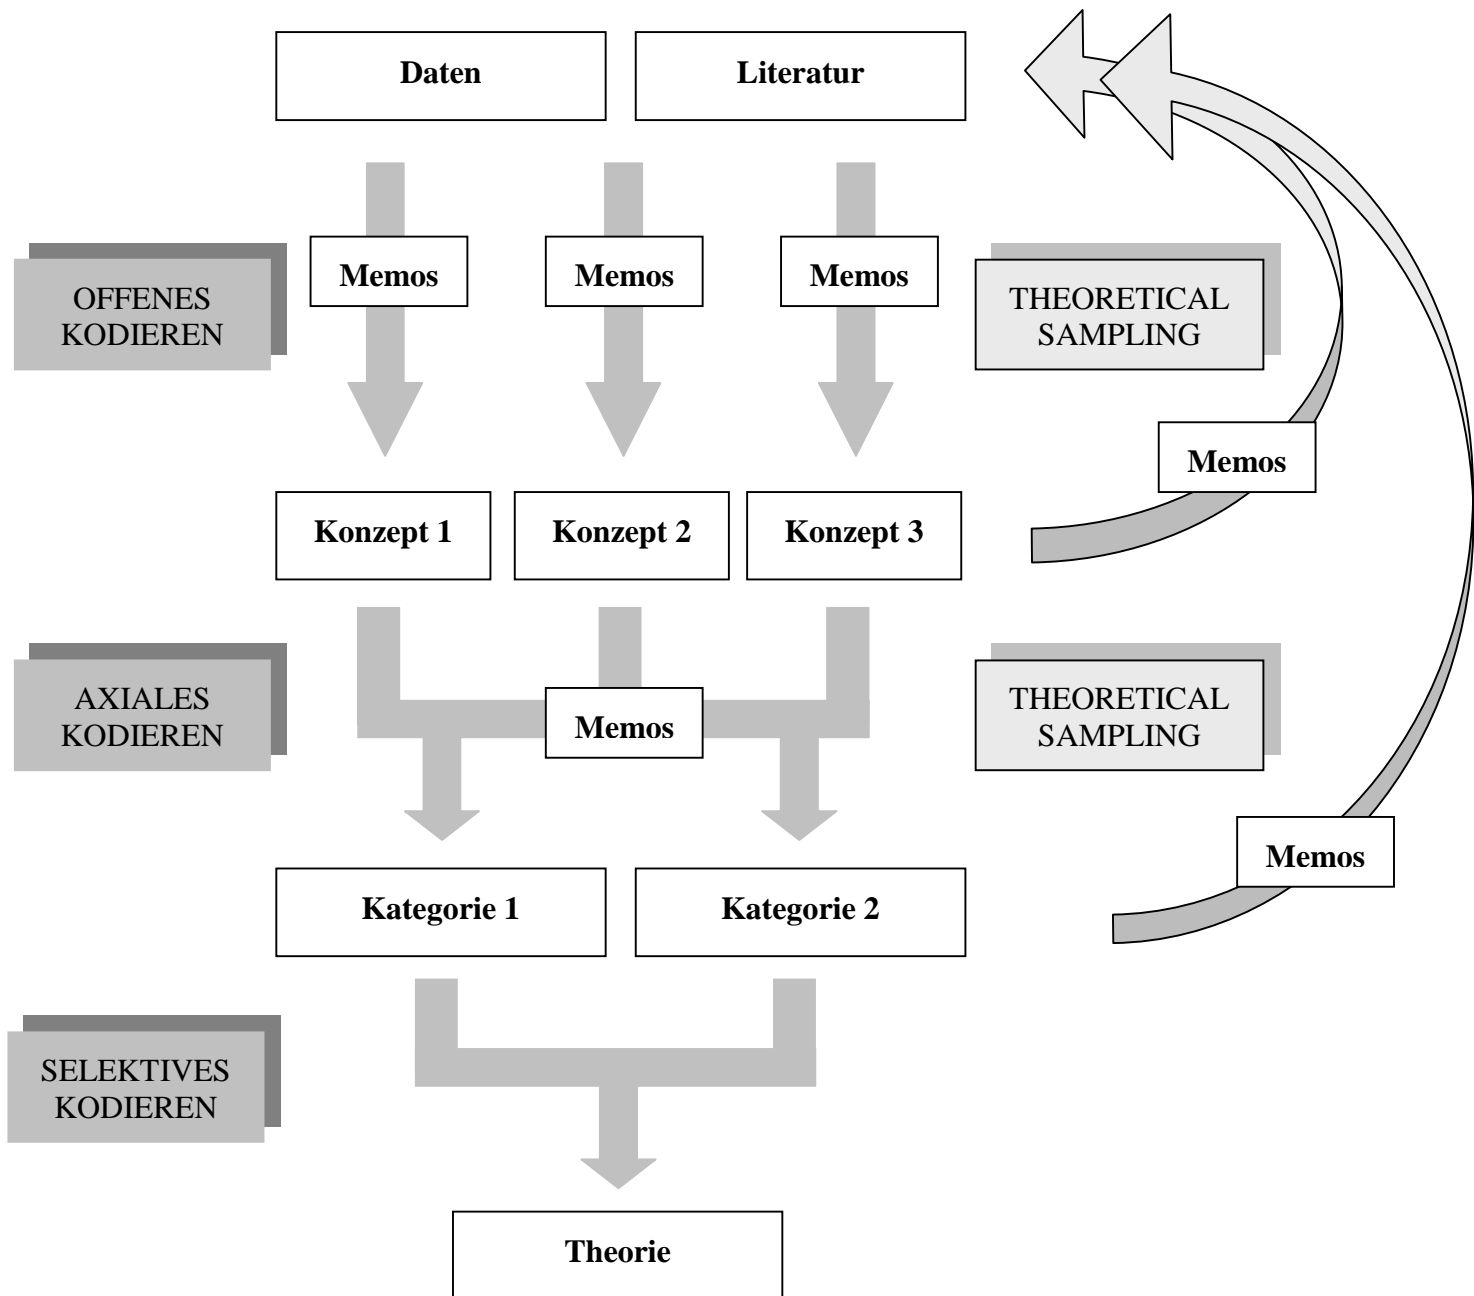 Daten
Literatur
Memos
Memos
Memos
OFFENES
KODIEREN
THEORETICAL
SAMPLING
Memos
Konzept 1
Konzept 2
Konzept 3
AXIALES
KODIEREN
Memos
THEORETICAL
SAMPLING
Memos
Kategorie 1
Kategorie 2
SELEKTIVES
KODIEREN
Theorie